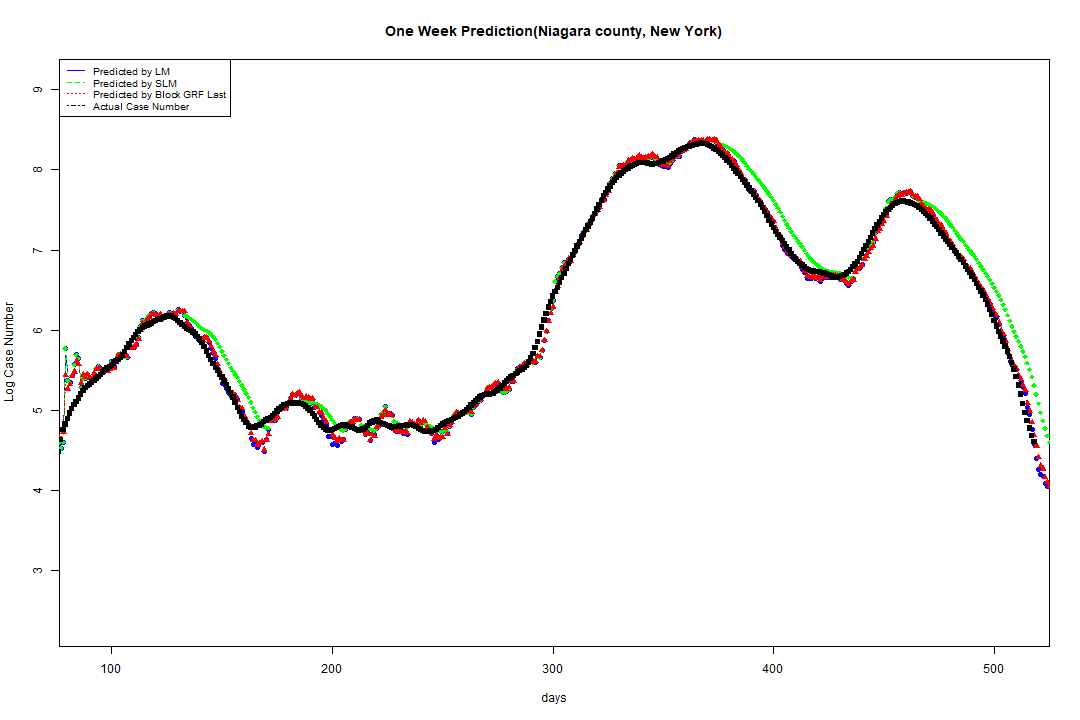 One Week Prediction(Niagara county, New York)
Predicted by LM
Predicted by SLM
Predicted by Block GRF Last
Actual Case Number
Log Case Number
9
8
7
6
5
4
3
100 200 300 400 500
days